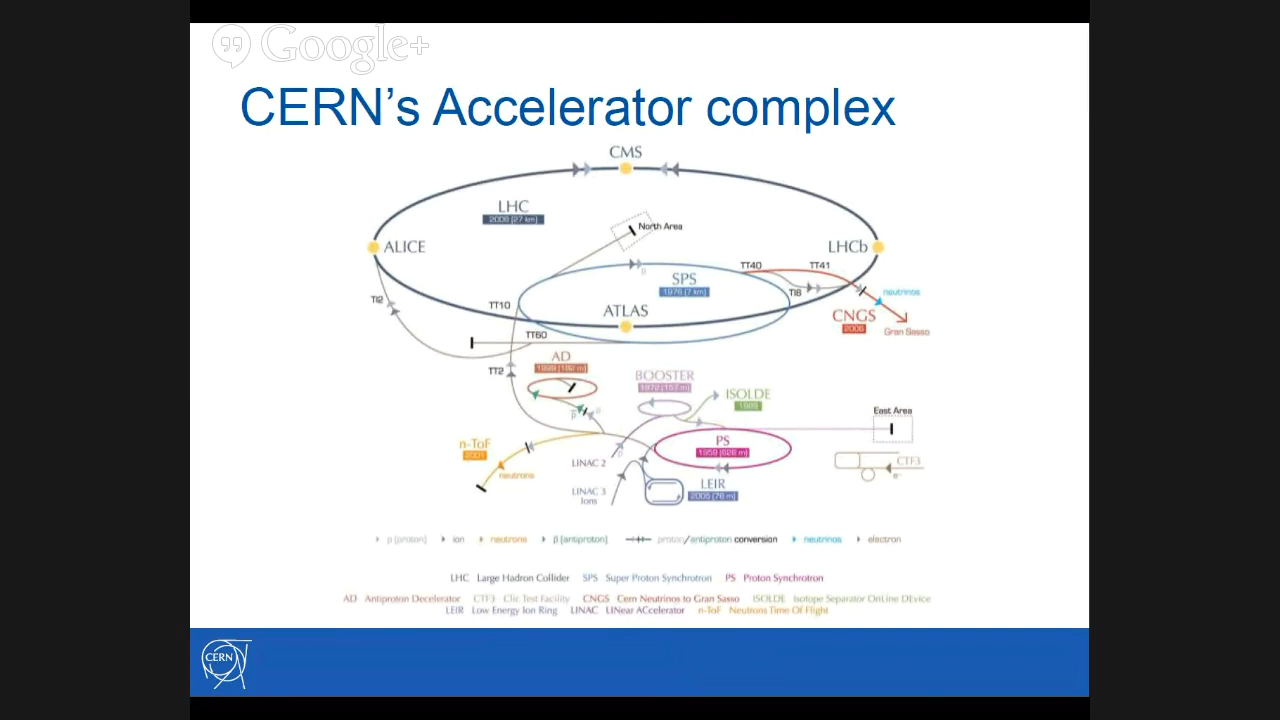 Google+
CERN's Accelerator complex
CMS
LHC
2008 (27 km)
North Area
ALICE
LHCb
TT40
TT41
SPS
1976 (7 km)
TI8
neutrinos
TI2
TT10
ATLAS
CNGS
2006
Gran Sasso
TT60
AD
1999 (182 m)
TT2
BOOSTER
1972 (157 m)
ISOLDE
1989
p
p
East Area
n-ToF
2001
PS
1959 (628 m)
LINAC 2
neutrons
CTF3
e-
LEIR
2005 (78 m)
LINAC 3
Ions
p (proton)
ion
neutrons
p̄ (antiproton)
proton/antiproton conversion
neutrinos
electron
LHC Large Hadron Collider SPS Super Proton Synchrotron PS Proton Synchrotron
AD Antiproton Decelerator CTF3 Clic Test Facility CNGS Cern Neutrinos to Gran Sasso ISOLDE Isotope Separator OnLine DEvice
LEIR Low Energy Ion Ring LINAC LINear ACcelerator n-ToF Neutrons Time Of Flight
CERN